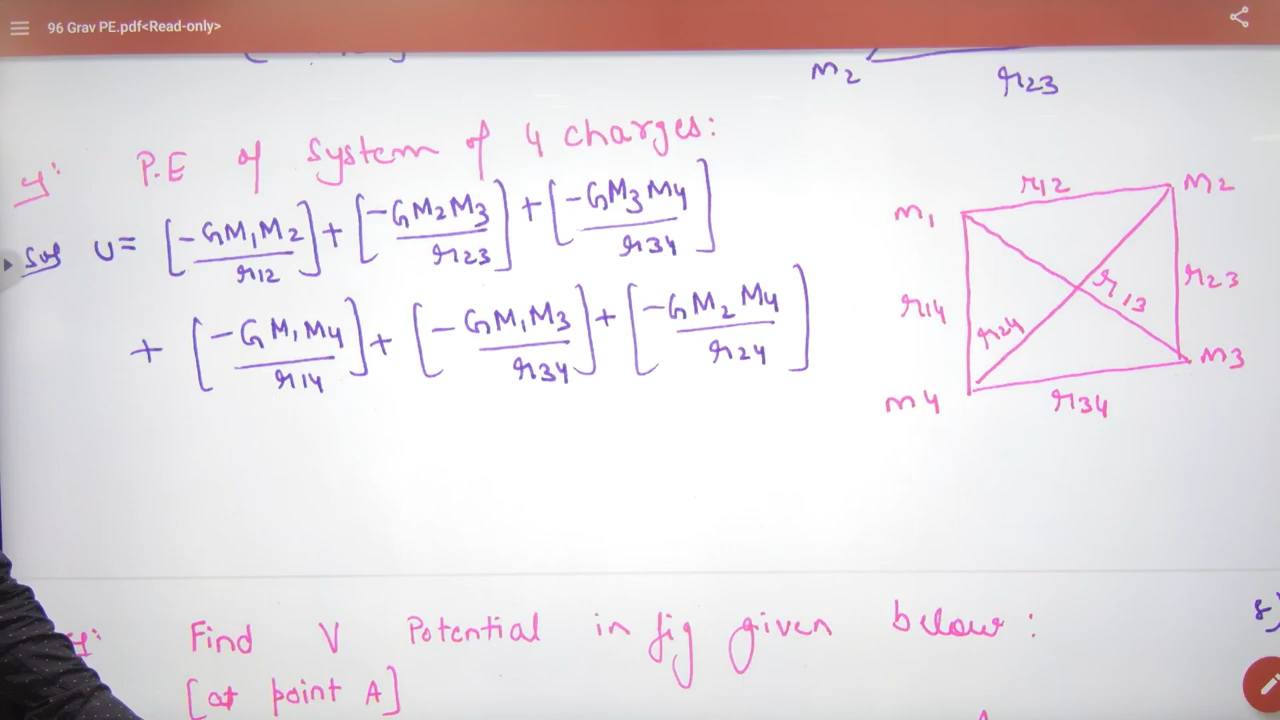 96 Grav PE.pdf<Read-only>
M2
r23
P.E of System of 4 charges:
Sol U = [-GM1M2/r12] + [-GM2M3/r23] + [-GM3M4/r34]
+ [-GM1M4/r14] + [-GM1M3/r34] + [-GM2M4/r24]
r12
M1
M2
r14
r24
r13
r23
M4
r34
M3
Find V Potential in fig given below:
[at point A]